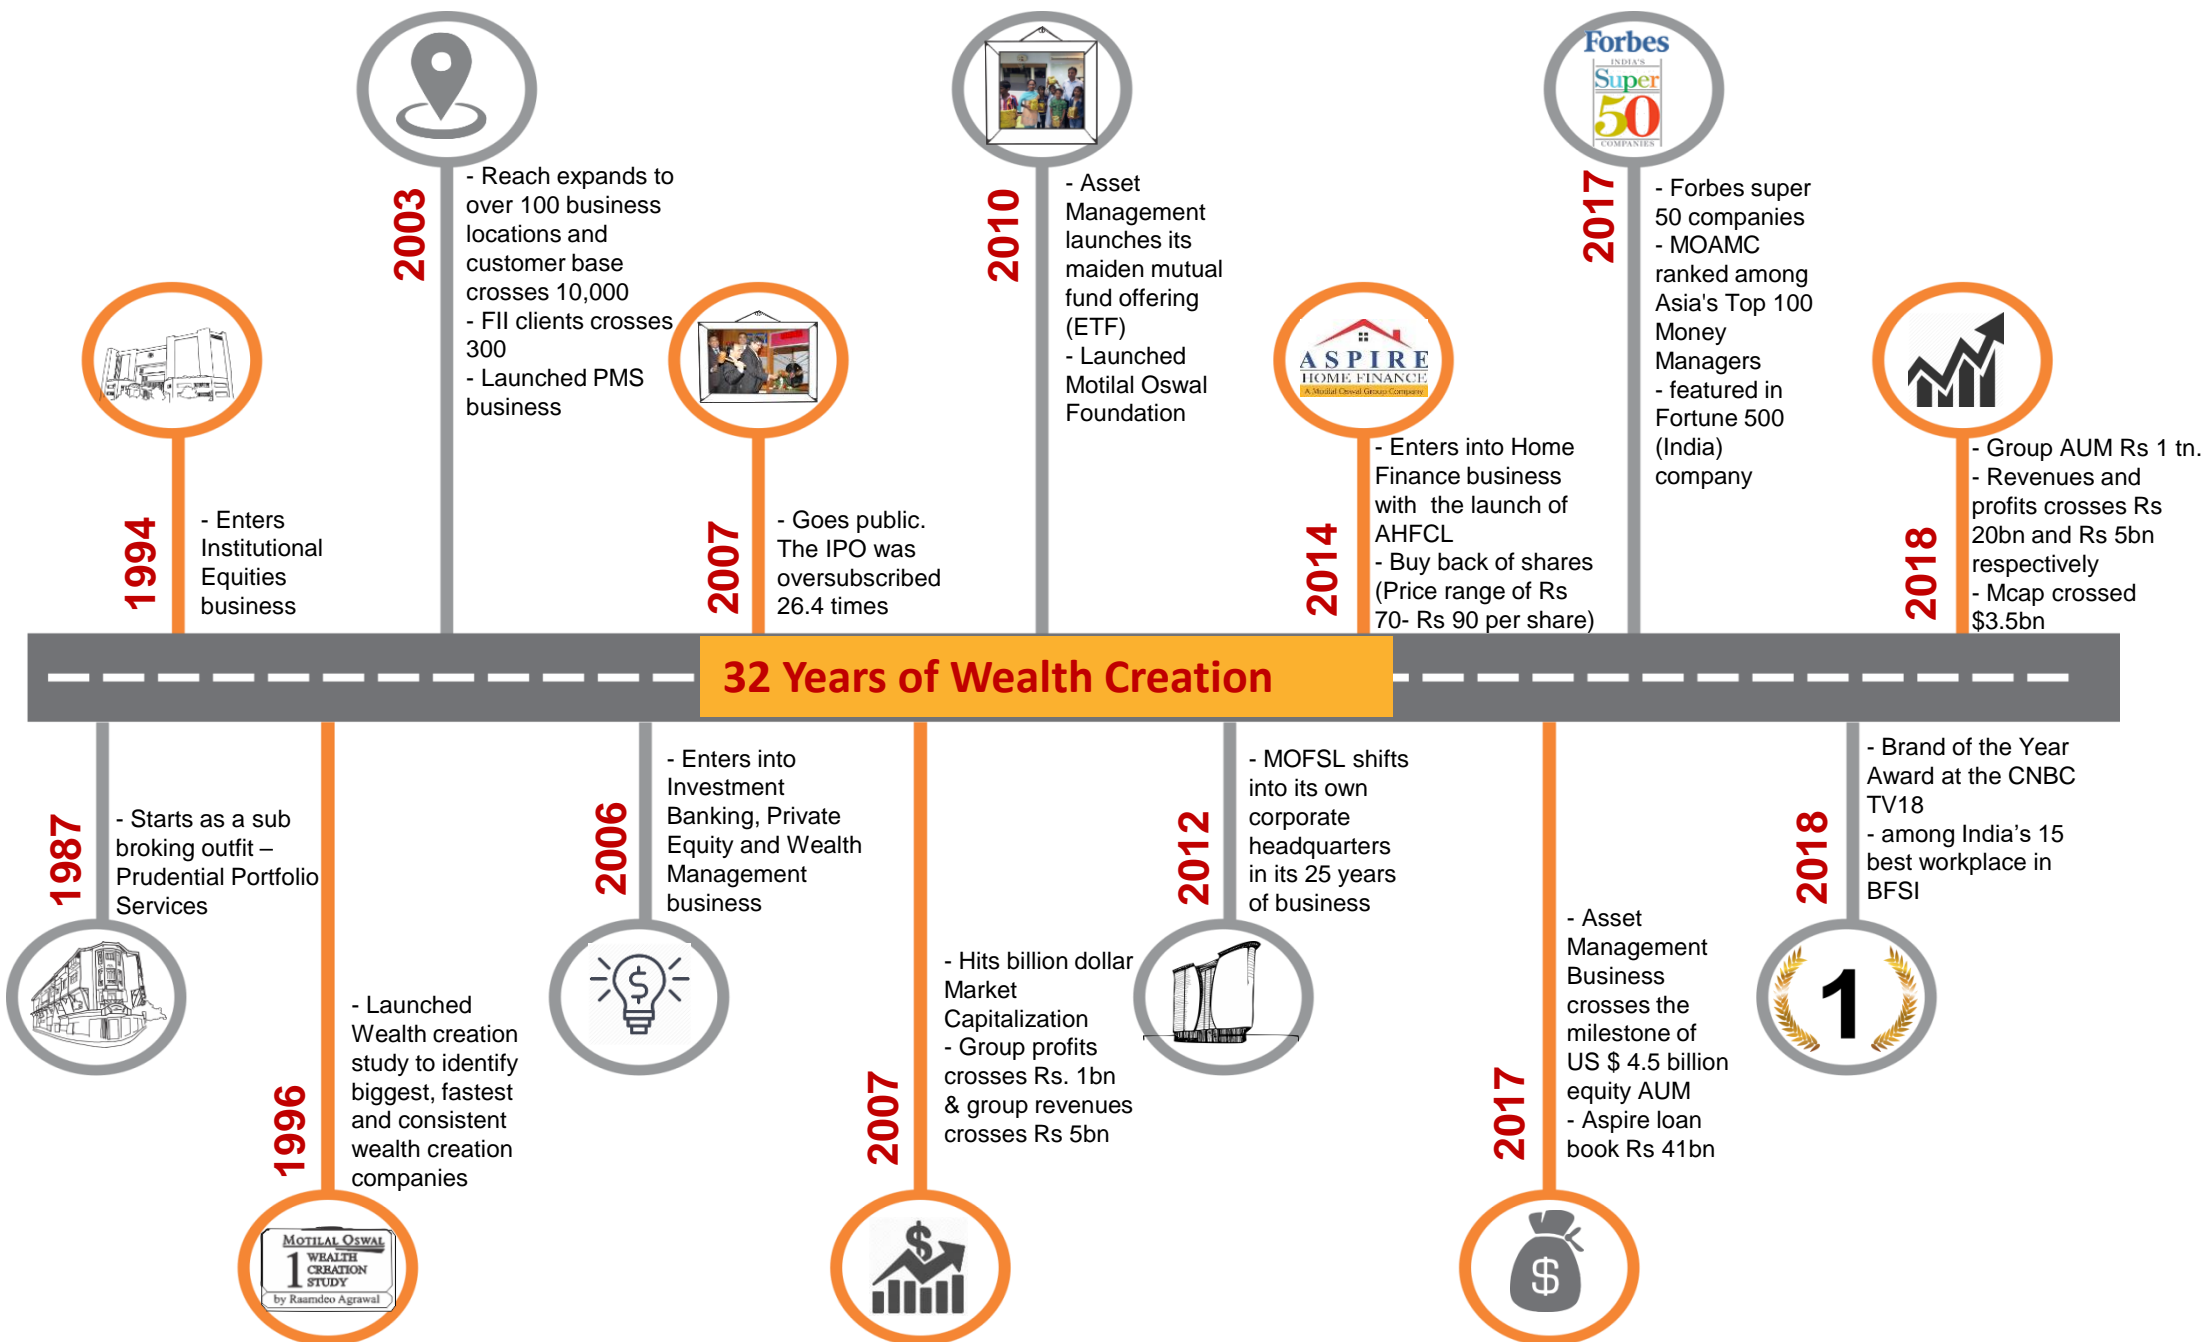 2003
- Reach expands to
over 100 business
locations and
customer base
crosses 10,000
- FII clients crosses
300
- Launched PMS
business
2010
- Asset
Management
launches its
maiden mutual
fund offering
(ETF)
- Launched
Motilal Oswal
Foundation
Forbes
INDIA'S
Super
50
COMPANIES
2017
- Forbes super
50 companies
- MOAMC
ranked among
Asia's Top 100
Money
Managers
- featured in
Fortune 500
(India)
company
1994
- Enters
Institutional
Equities
business
2007
- Goes public.
The IPO was
oversubscribed
26.4 times
ASPIRE
HOME FINANCE
A Motilal Oswal Group Company
2014
- Enters into Home
Finance business
with the launch of
AHFCL
- Buy back of shares
(Price range of Rs
70- Rs 90 per share)
2018
- Group AUM Rs 1 tn.
- Revenues and
profits crosses Rs
20bn and Rs 5bn
respectively
- Mcap crossed
$3.5bn
32 Years of Wealth Creation
1987
- Starts as a sub
broking outfit –
Prudential Portfolio
Services
1996
- Launched
Wealth creation
study to identify
biggest, fastest
and consistent
wealth creation
companies
MOTILAL OSWAL
1 WEALTH
CREATION
STUDY
by Raamdeo Agrawal
2006
- Enters into
Investment
Banking, Private
Equity and Wealth
Management
business
$
2007
- Hits billion dollar
Market
Capitalization
- Group profits
crosses Rs. 1bn
& group revenues
crosses Rs 5bn
$
2012
- MOFSL shifts
into its own
corporate
headquarters
in its 25 years
of business
2017
- Asset
Management
Business
crosses the
milestone of
US $ 4.5 billion
equity AUM
- Aspire loan
book Rs 41bn
$
2018
- Brand of the Year
Award at the CNBC
TV18
- among India’s 15
best workplace in
BFSI
1